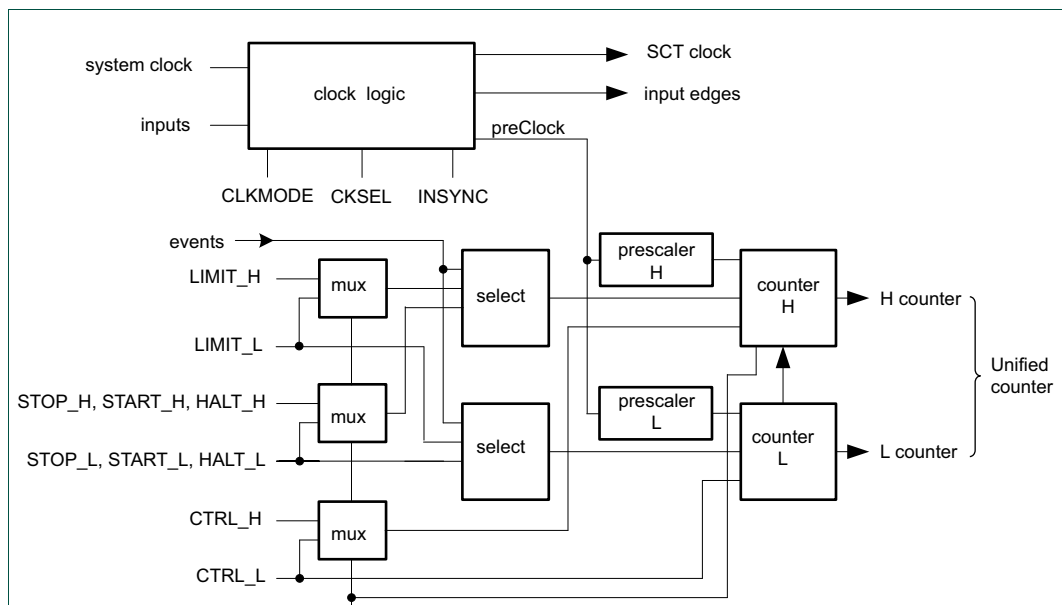 system clock
SCT clock
clock logic
input edges
inputs
preClock
CLKMODE
CKSEL
INSYNC
events
prescaler
H
LIMIT_H
mux
select
counter
H
H counter
LIMIT_L
Unified
counter
STOP_H, START_H, HALT_H
mux
prescaler
L
STOP_L, START_L, HALT_L
select
counter
L
L counter
CTRL_H
mux
CTRL_L